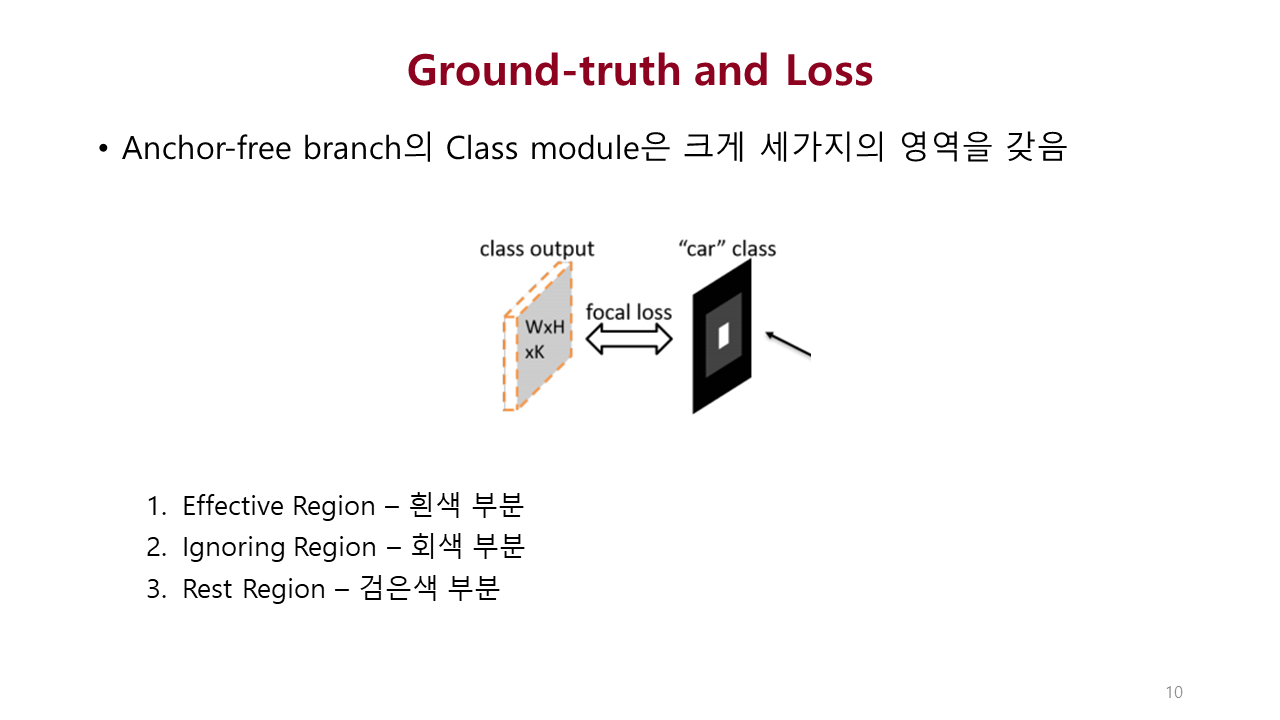 Ground-truth and Loss
• Anchor-free branch의 Class module은 크게 세가지의 영역을 갖음
class output
“car” class
focal loss
WxH
xK
1. Effective Region – 흰색 부분
2. Ignoring Region – 회색 부분
3. Rest Region – 검은색 부분
10